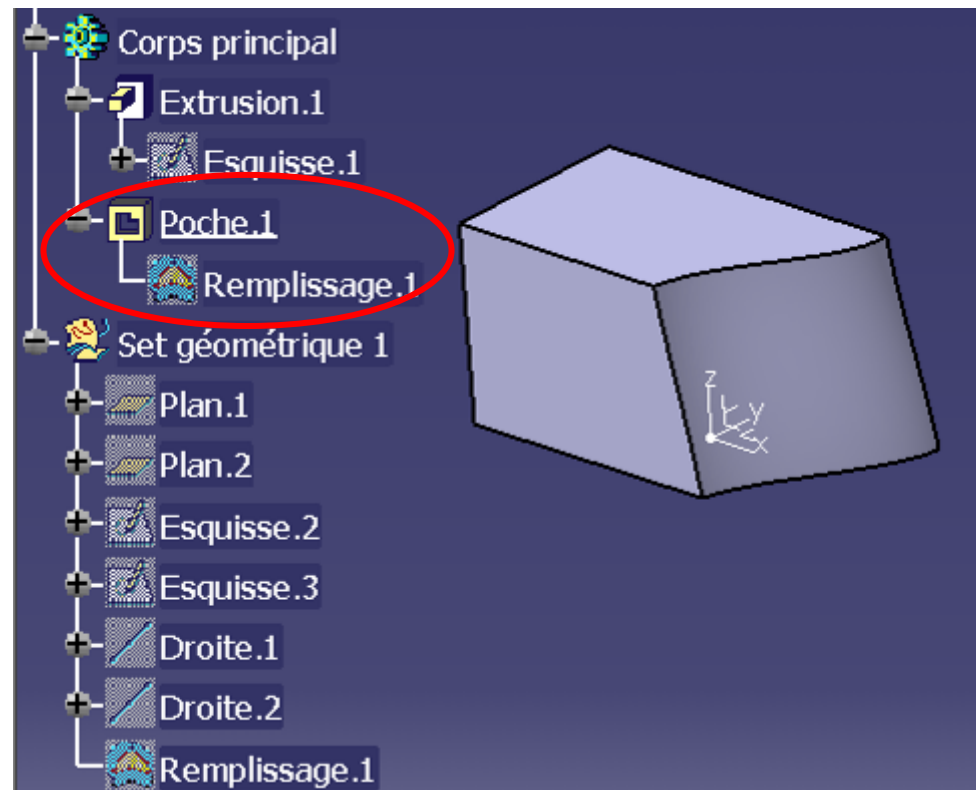 Corps principal
Extrusion.1
Esquisse.1
Poche.1
Remplissage.1
Set géométrique 1
Plan.1
Plan.2
Esquisse.2
Esquisse.3
Droite.1
Droite.2
Remplissage.1
z
y
x